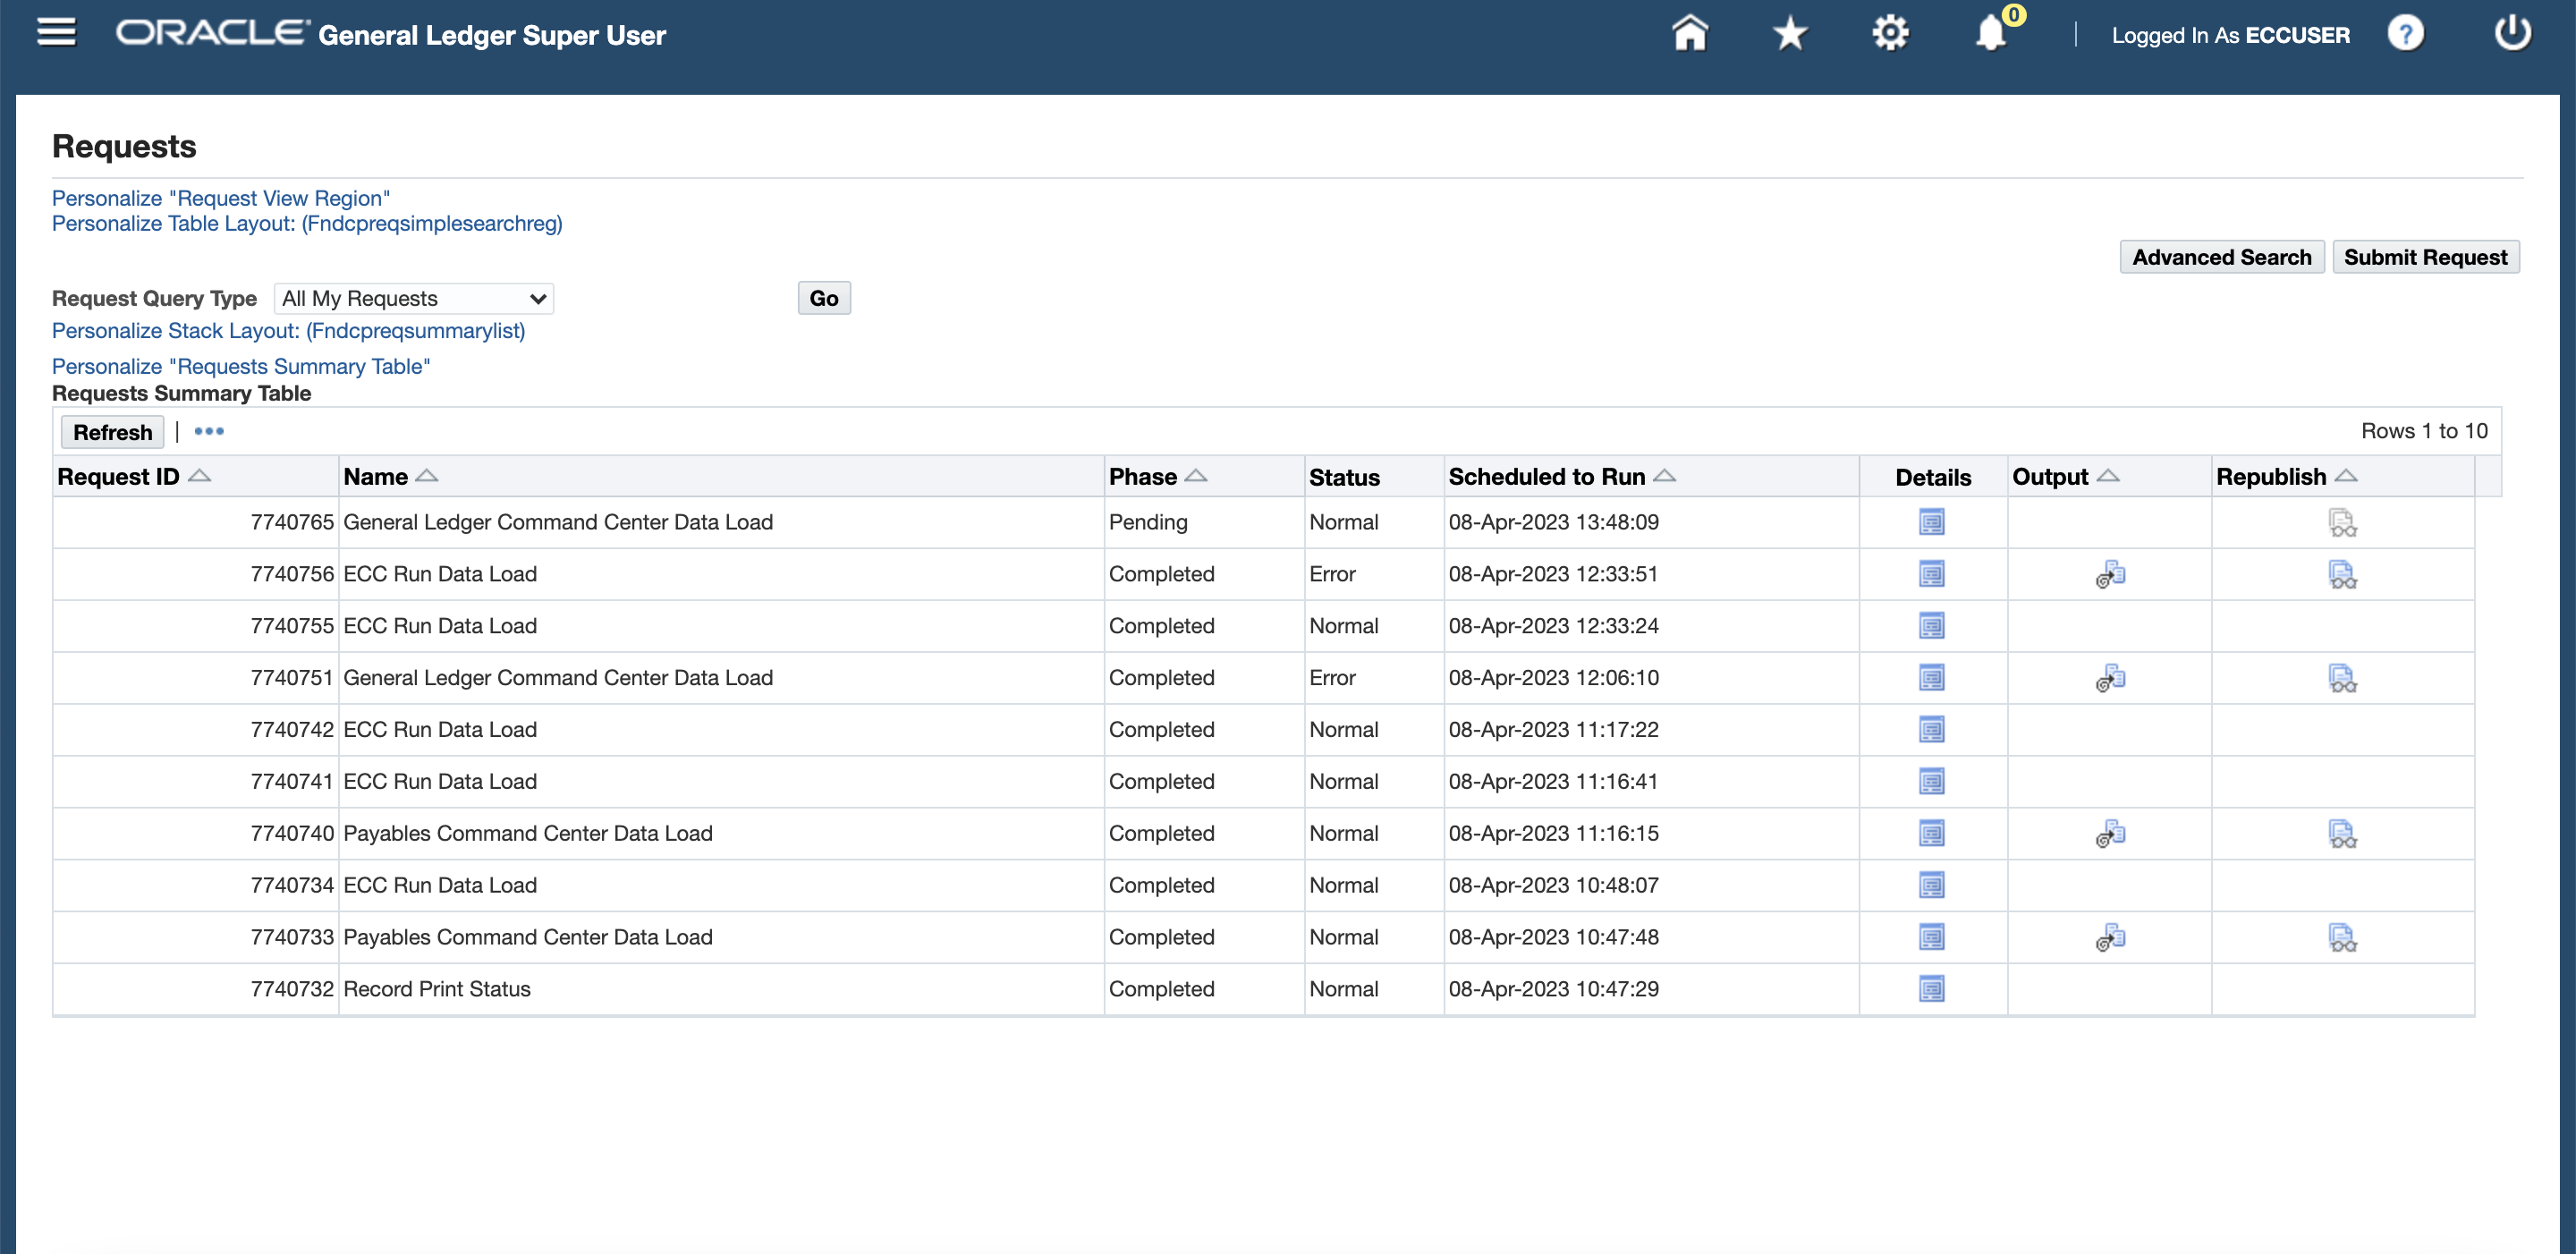 ORACLE General Ledger Super User 0 Logged In As ECCUSER ?
Requests
Personalize "Request View Region"
Personalize Table Layout: (Fndcpreqsimplesearchreg)
Advanced Search Submit Request
Request Query Type All My Requests Go
Personalize Stack Layout: (Fndcpreqsummarylist)
Personalize "Requests Summary Table"
Requests Summary Table
Refresh | ••• Rows 1 to 10
Request ID Name Phase Status Scheduled to Run Details Output Republish
7740765 General Ledger Command Center Data Load Pending Normal 08-Apr-2023 13:48:09
7740756 ECC Run Data Load Completed Error 08-Apr-2023 12:33:51
7740755 ECC Run Data Load Completed Normal 08-Apr-2023 12:33:24
7740751 General Ledger Command Center Data Load Completed Error 08-Apr-2023 12:06:10
7740742 ECC Run Data Load Completed Normal 08-Apr-2023 11:17:22
7740741 ECC Run Data Load Completed Normal 08-Apr-2023 11:16:41
7740740 Payables Command Center Data Load Completed Normal 08-Apr-2023 11:16:15
7740734 ECC Run Data Load Completed Normal 08-Apr-2023 10:48:07
7740733 Payables Command Center Data Load Completed Normal 08-Apr-2023 10:47:48
7740732 Record Print Status Completed Normal 08-Apr-2023 10:47:29